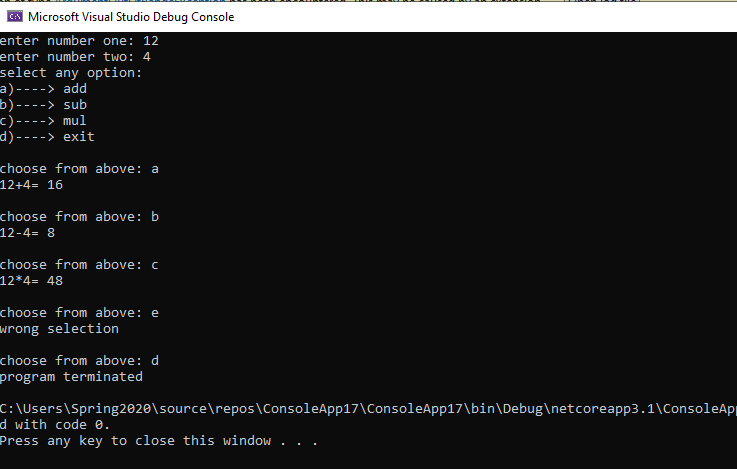 Microsoft Visual Studio Debug Console
enter number one: 12
enter number two: 4
select any option:
a)----> add
b)----> sub
c)----> mul
d)----> exit
choose from above: a
12+4= 16
choose from above: b
12-4= 8
choose from above: c
12*4= 48
choose from above: e
wrong selection
choose from above: d
program terminated
C:\Users\Spring2020\source\repos\ConsoleApp17\ConsoleApp17\bin\Debug\netcoreapp3.1\ConsoleAp
d with code 0.
Press any key to close this window . . .